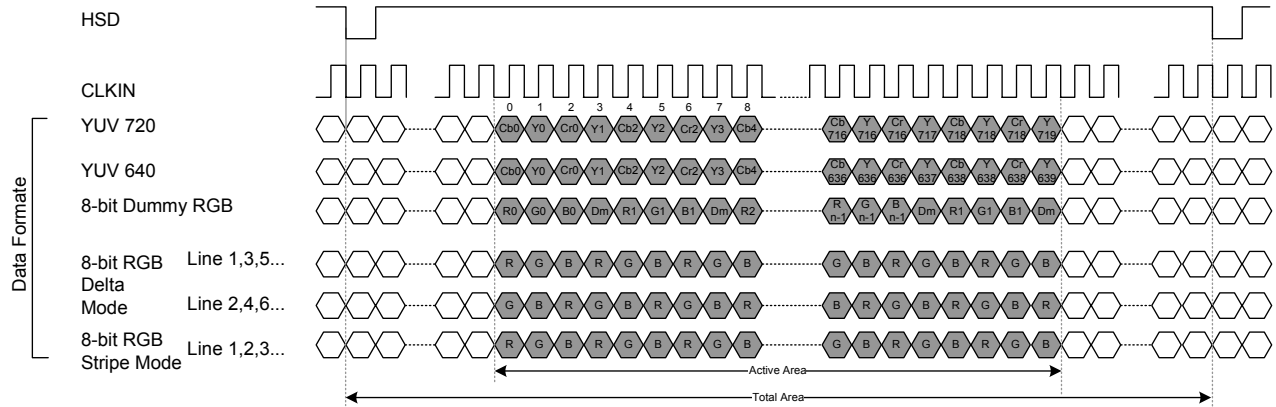 HSD
CLKIN
0 1 2 3 4 5 6 7 8
YUV 720
Cb0 Y0 Cr0 Y1 Cb2 Y2 Cr2 Y3 Cb4
Cb 716 Y 716 Cr 716 Y 717 Cb 718 Y 718 Cr 718 Y 719
YUV 640
Cb0 Y0 Cr0 Y1 Cb2 Y2 Cr2 Y3 Cb4
Cb 636 Y 636 Cr 636 Y 637 Cb 638 Y 638 Cr 638 Y 639
8-bit Dummy RGB
R0 G0 B0 Dm R1 G1 B1 Dm R2
R n-1 G n-1 B n-1 Dm R1 G1 B1 Dm
Data Formate
8-bit RGB Delta Mode
Line 1,3,5...
R G B R G B R G B
G B R G B R G B
Line 2,4,6...
G B R G B R G B R
B R G B R G B R
8-bit RGB Stripe Mode
Line 1,2,3...
R G B R G B R G B
G B R G B R G B
Active Area
Total Area